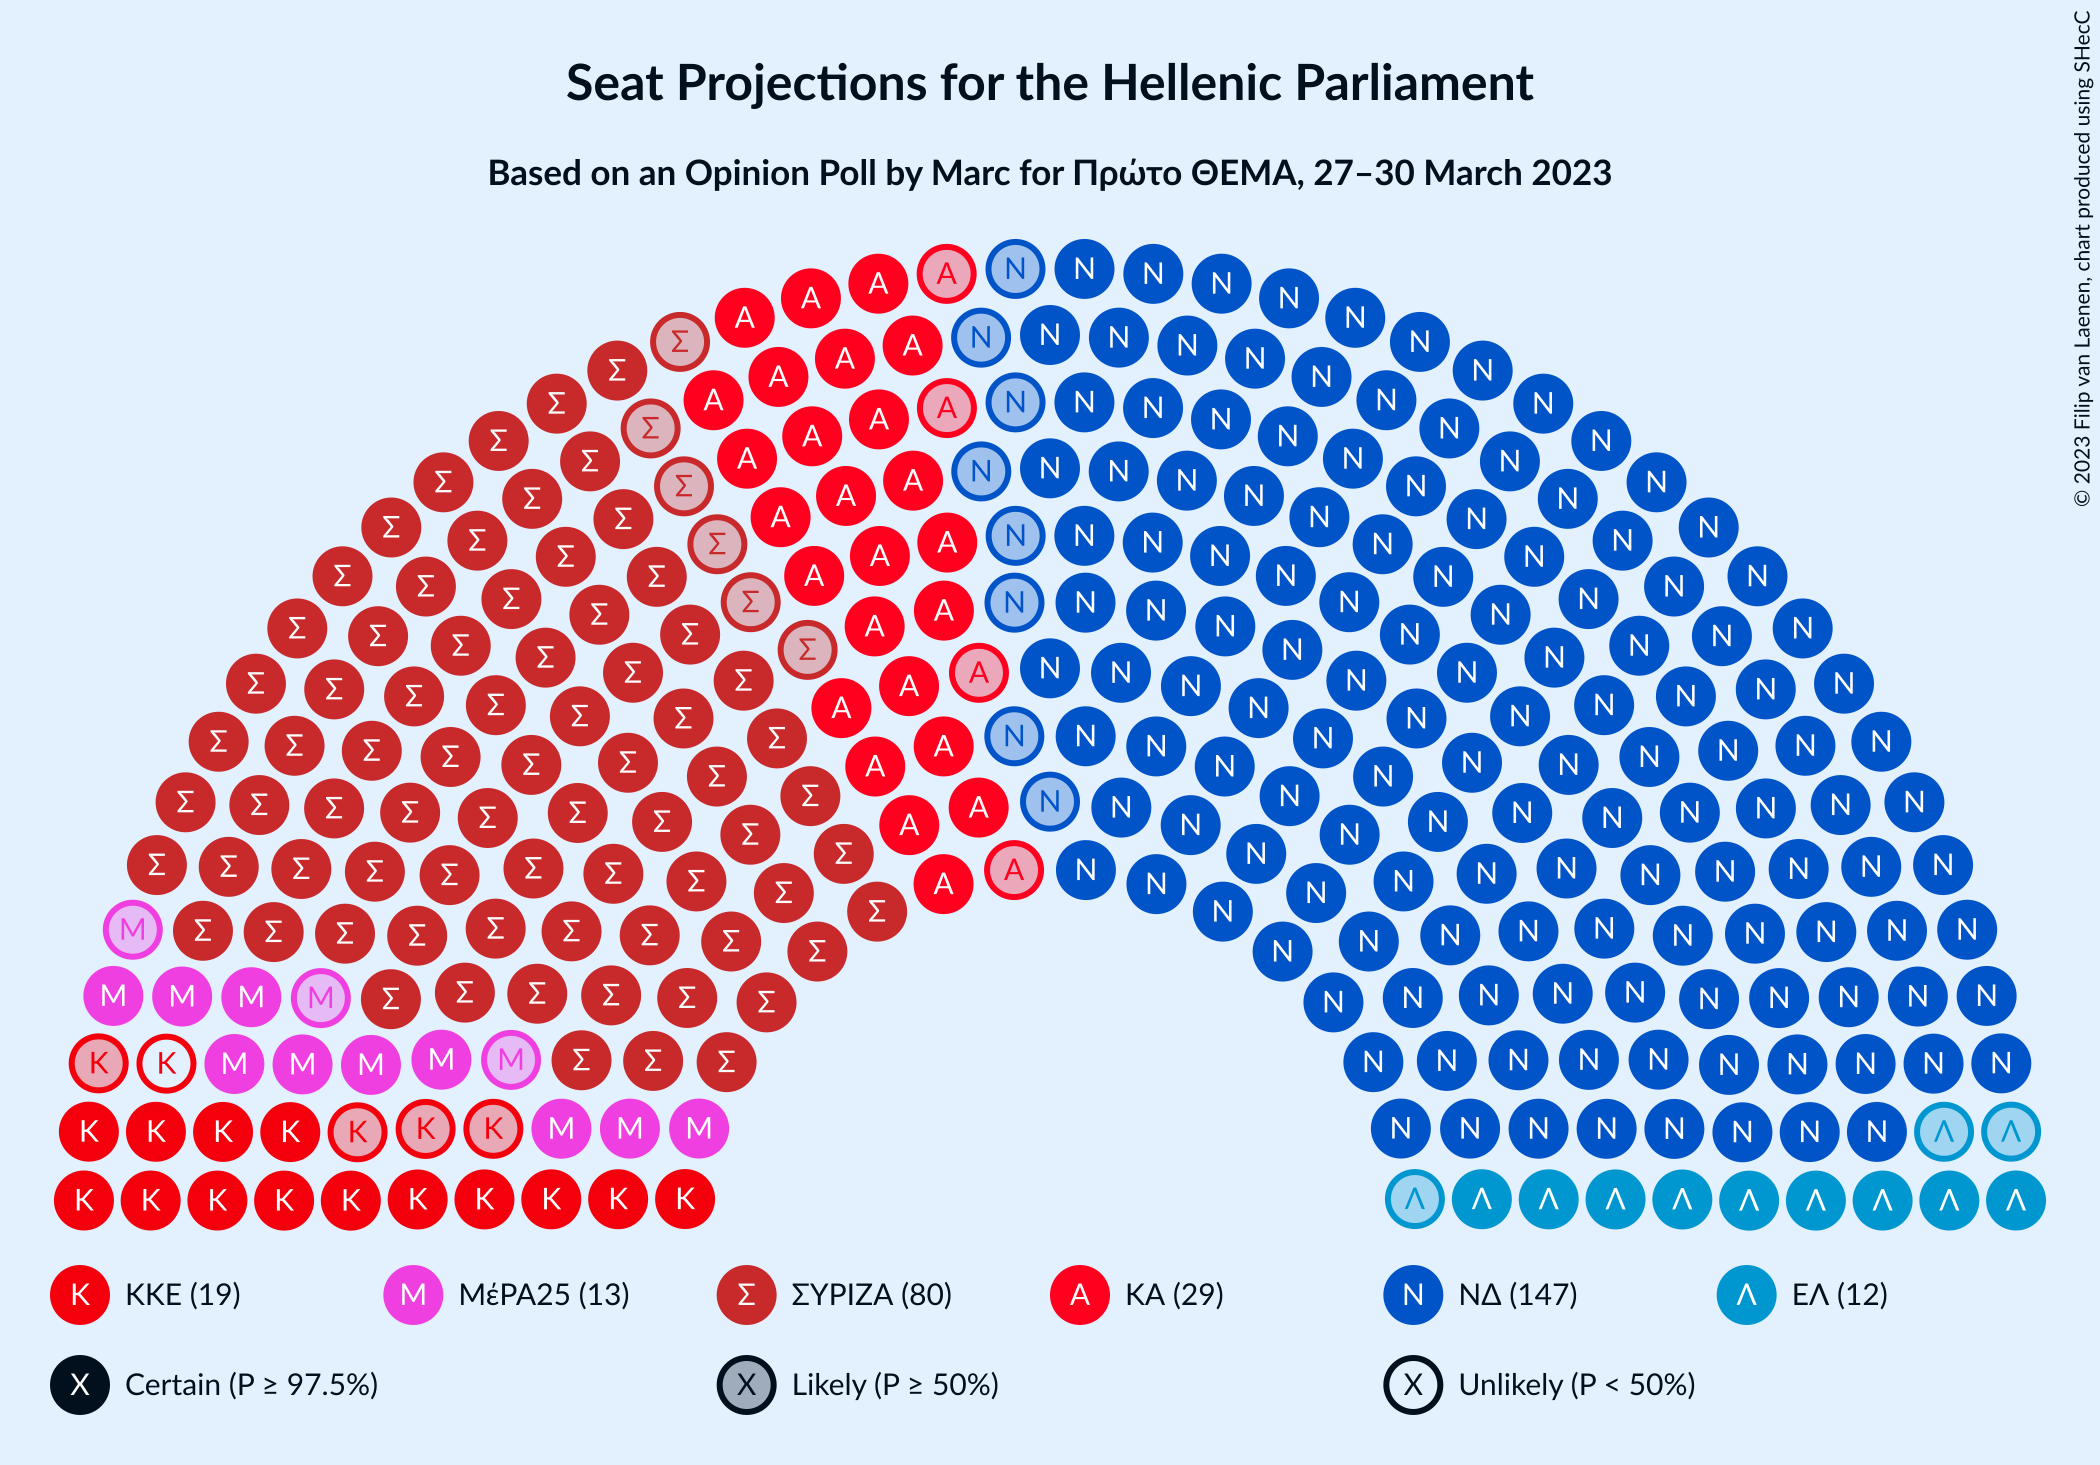 Seat Projections for the Hellenic Parliament
Based on an Opinion Poll by Marc for Πρώτο ΘΕΜΑ, 27–30 March 2023
© 2023 Filip van Laenen, chart produced using SHecC
Κ ΚΚΕ (19) Μ ΜέΡΑ25 (13) Σ ΣΥΡΙΖΑ (80) Α ΚΑ (29) Ν ΝΔ (147) Λ ΕΛ (12)
X Certain (P ≥ 97.5%) X Likely (P ≥ 50%) X Unlikely (P < 50%)